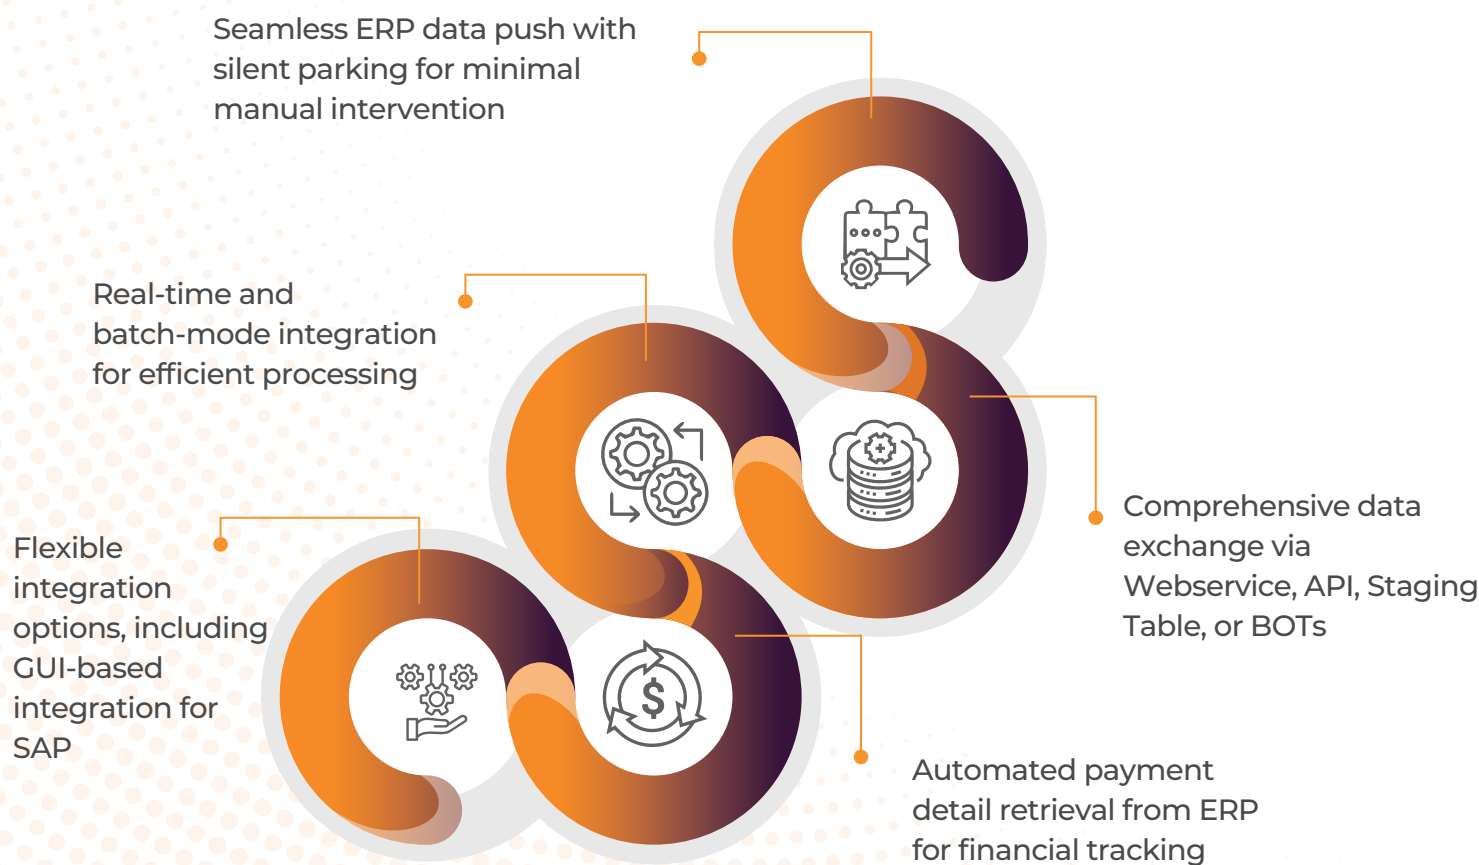 Seamless ERP data push with
silent parking for minimal
manual intervention
Real-time and
batch-mode integration
for efficient processing
Flexible
integration
options, including
GUI-based
integration for
SAP
Comprehensive data
exchange via
Webservice, API, Staging
Table, or BOTs
Automated payment
detail retrieval from ERP
for financial tracking
$